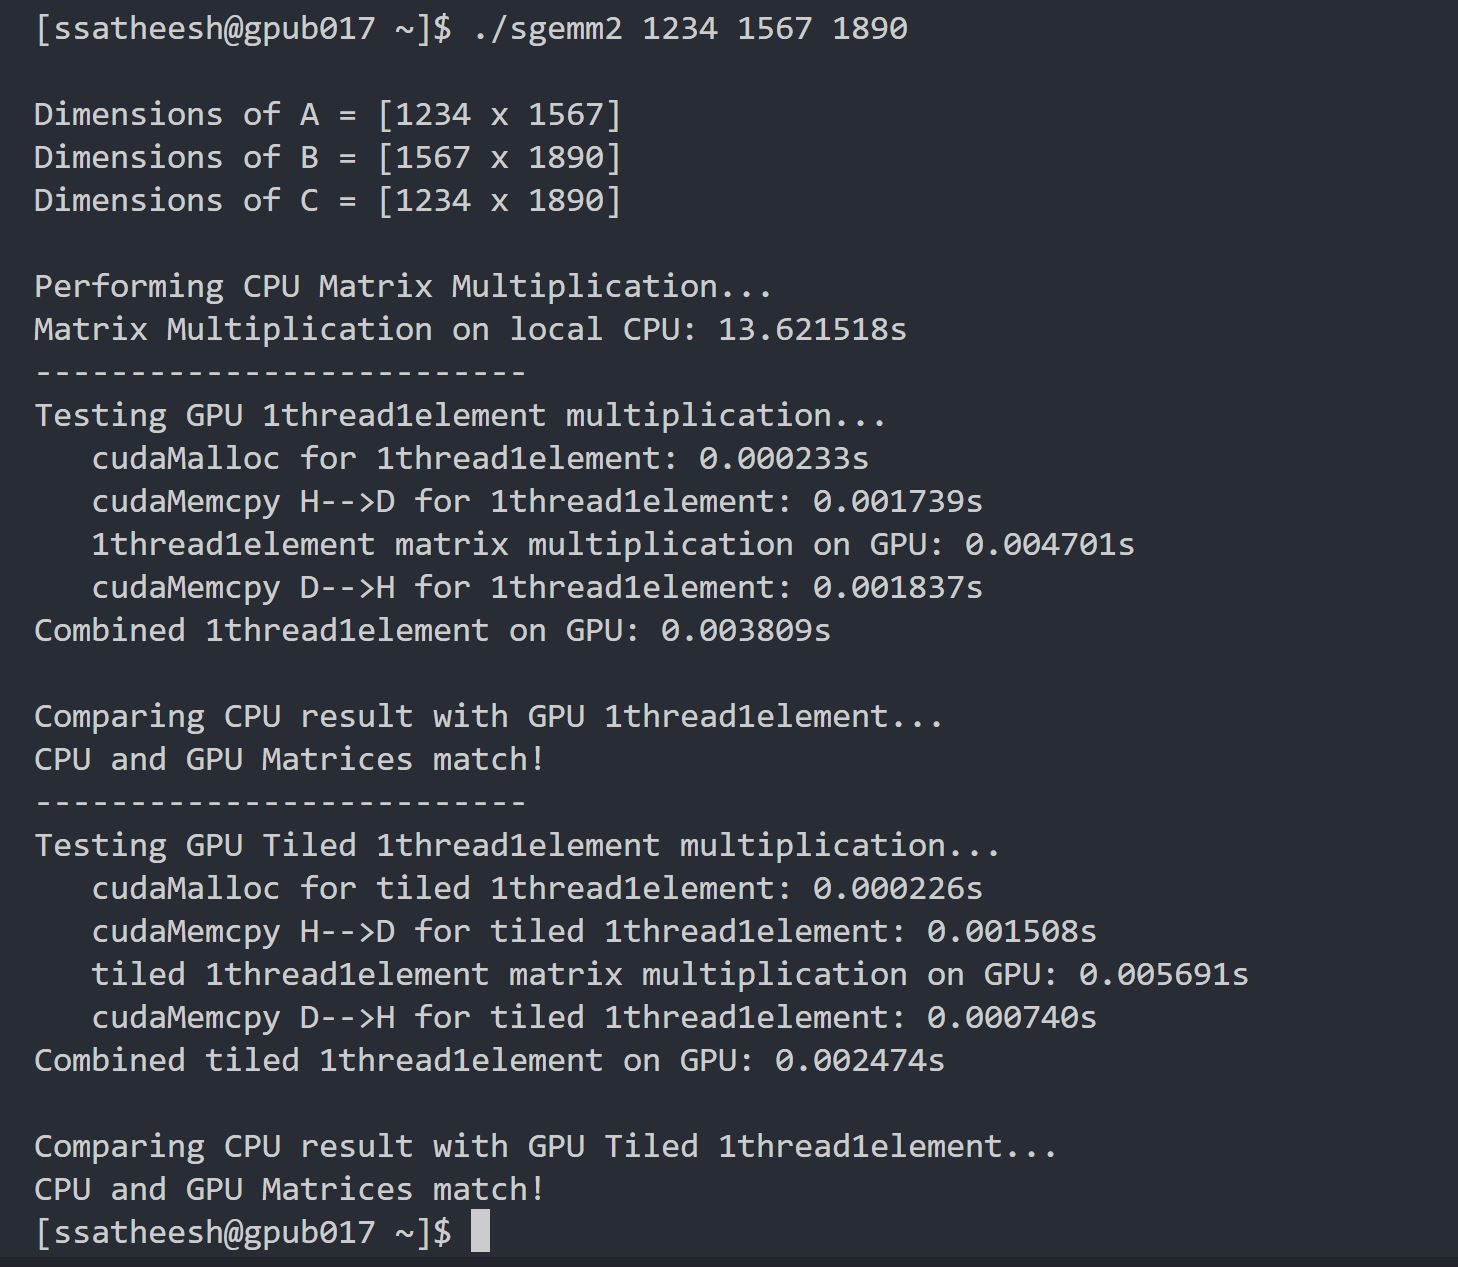 [ssatheesh@gpub017 ~]$ ./sgemm2 1234 1567 1890
Dimensions of A = [1234 x 1567]
Dimensions of B = [1567 x 1890]
Dimensions of C = [1234 x 1890]
Performing CPU Matrix Multiplication...
Matrix Multiplication on local CPU: 13.621518s
--------------------------
Testing GPU 1thread1element multiplication...
cudaMalloc for 1thread1element: 0.000233s
cudaMemcpy H-->D for 1thread1element: 0.001739s
1thread1element matrix multiplication on GPU: 0.004701s
cudaMemcpy D-->H for 1thread1element: 0.001837s
Combined 1thread1element on GPU: 0.003809s
Comparing CPU result with GPU 1thread1element...
CPU and GPU Matrices match!
--------------------------
Testing GPU Tiled 1thread1element multiplication...
cudaMalloc for tiled 1thread1element: 0.000226s
cudaMemcpy H-->D for tiled 1thread1element: 0.001508s
tiled 1thread1element matrix multiplication on GPU: 0.005691s
cudaMemcpy D-->H for tiled 1thread1element: 0.000740s
Combined tiled 1thread1element on GPU: 0.002474s
Comparing CPU result with GPU Tiled 1thread1element...
CPU and GPU Matrices match!
[ssatheesh@gpub017 ~]$